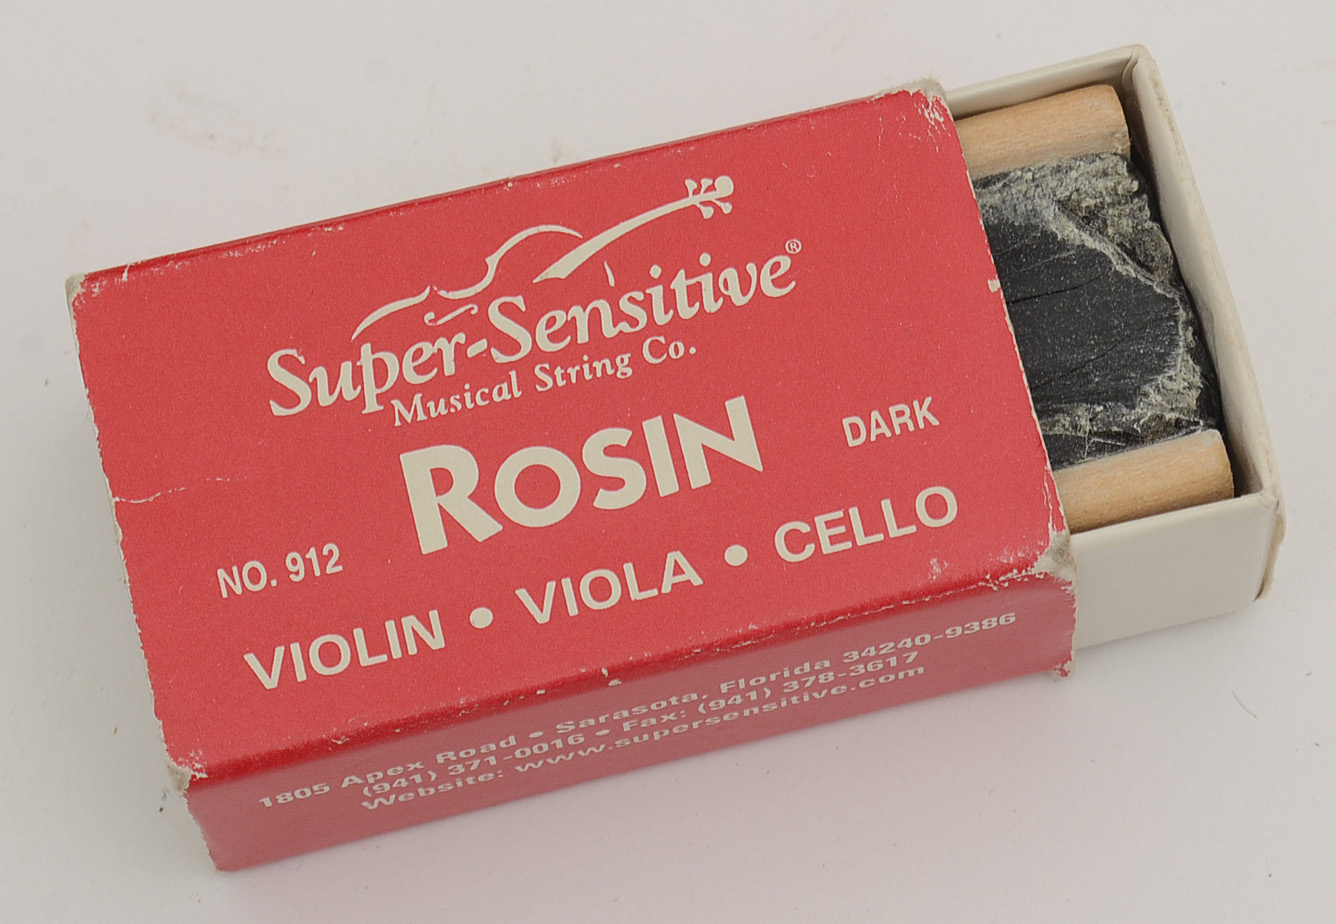 Super-Sensitive®
Musical String Co.
ROSIN
DARK
NO. 912
VIOLIN • VIOLA • CELLO
1805 Apex Road • Sarasota, Florida 34240-9386
(941) 371-0016 • Fax: (941) 378-3617
Website: www.supersensitive.com